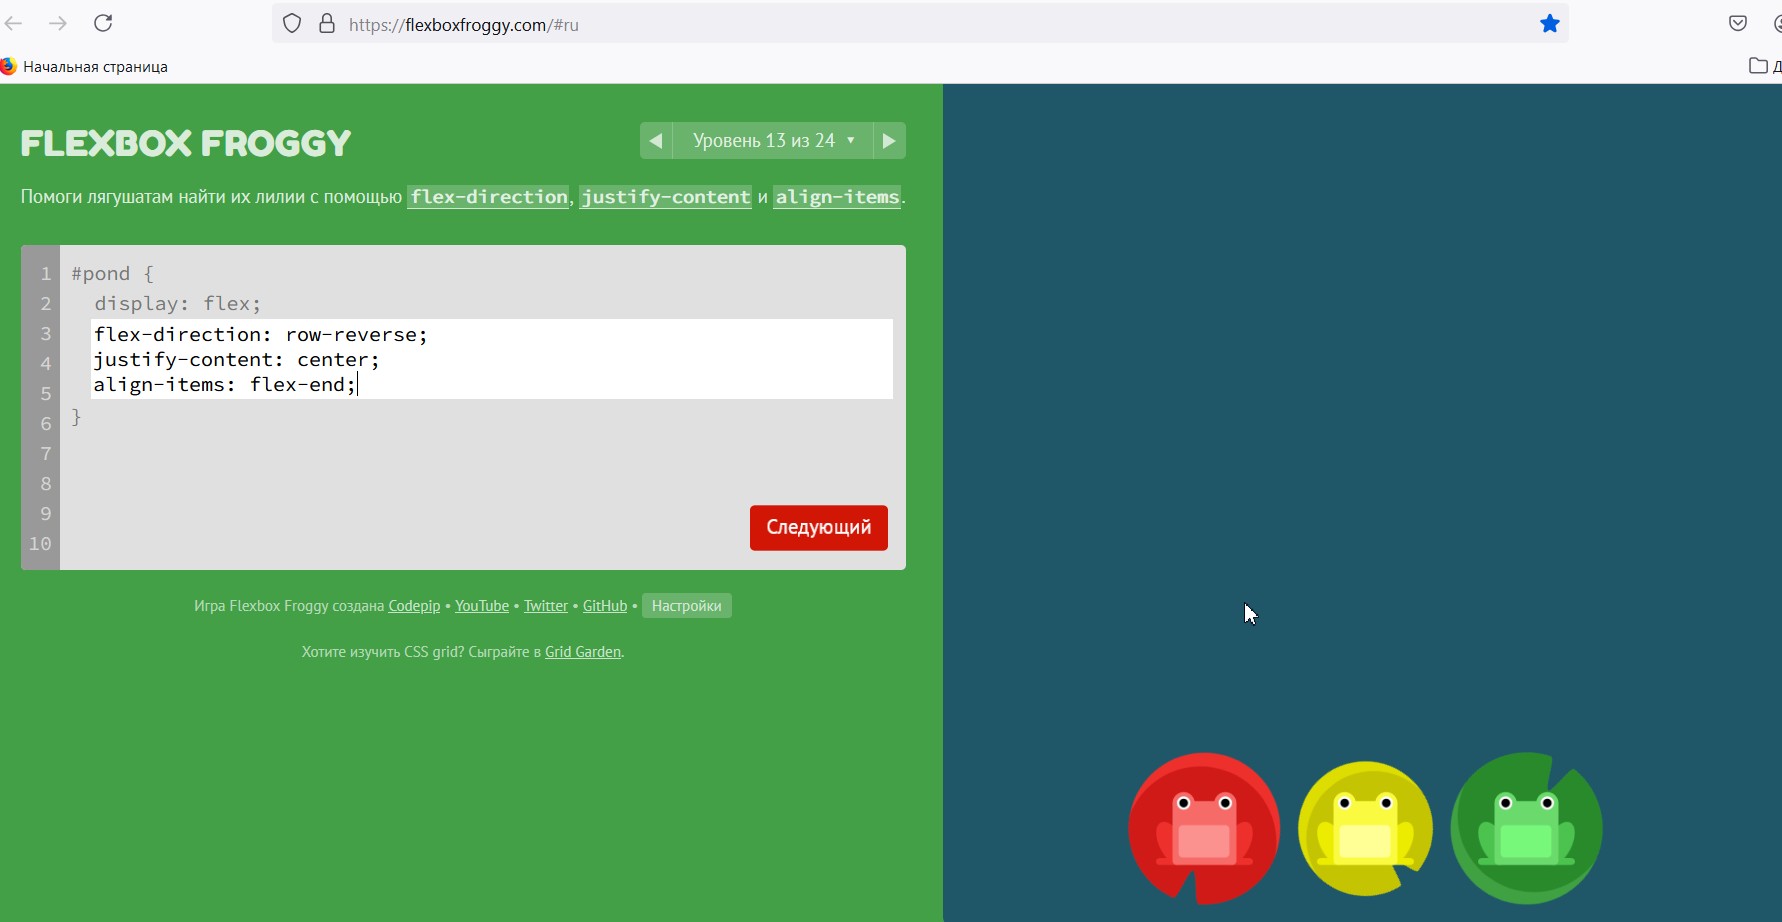 https://flexboxfroggy.com/#ru
Начальная страница
FLEXBOX FROGGY
Уровень 13 из 24
Помоги лягушатам найти их лилии с помощью flex-direction, justify-content и align-items.
1 #pond {
2 display: flex;
3 flex-direction: row-reverse;
4 justify-content: center;
5 align-items: flex-end;
6 }
7
8
9
10
Следующий
Игра Flexbox Froggy создана Codepip • YouTube • Twitter • GitHub • Настройки
Хотите изучить CSS grid? Сыграйте в Grid Garden.